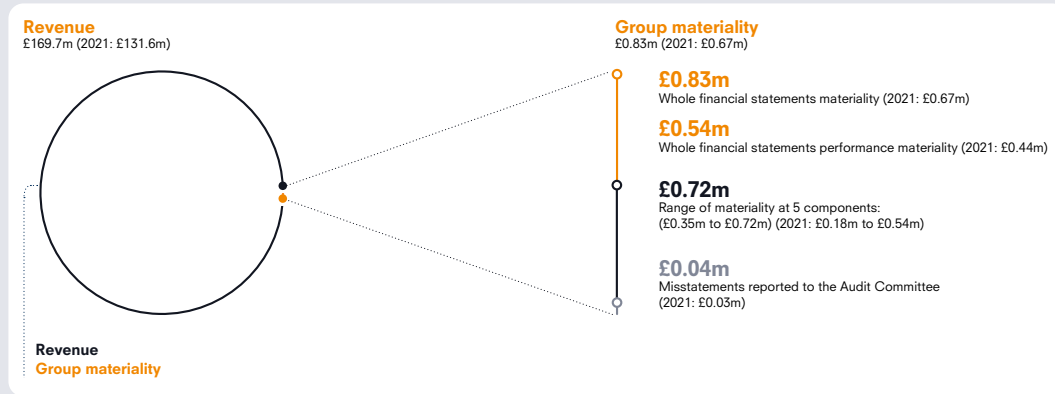 Revenue
£169.7m (2021: £131.6m)
Group materiality
£0.83m (2021: £0.67m)
£0.83m
Whole financial statements materiality (2021: £0.67m)
£0.54m
Whole financial statements performance materiality (2021: £0.44m)
£0.72m
Range of materiality at 5 components:
(£0.35m to £0.72m) (2021: £0.18m to £0.54m)
£0.04m
Misstatements reported to the Audit Committee
(2021: £0.03m)
Revenue
Group materiality